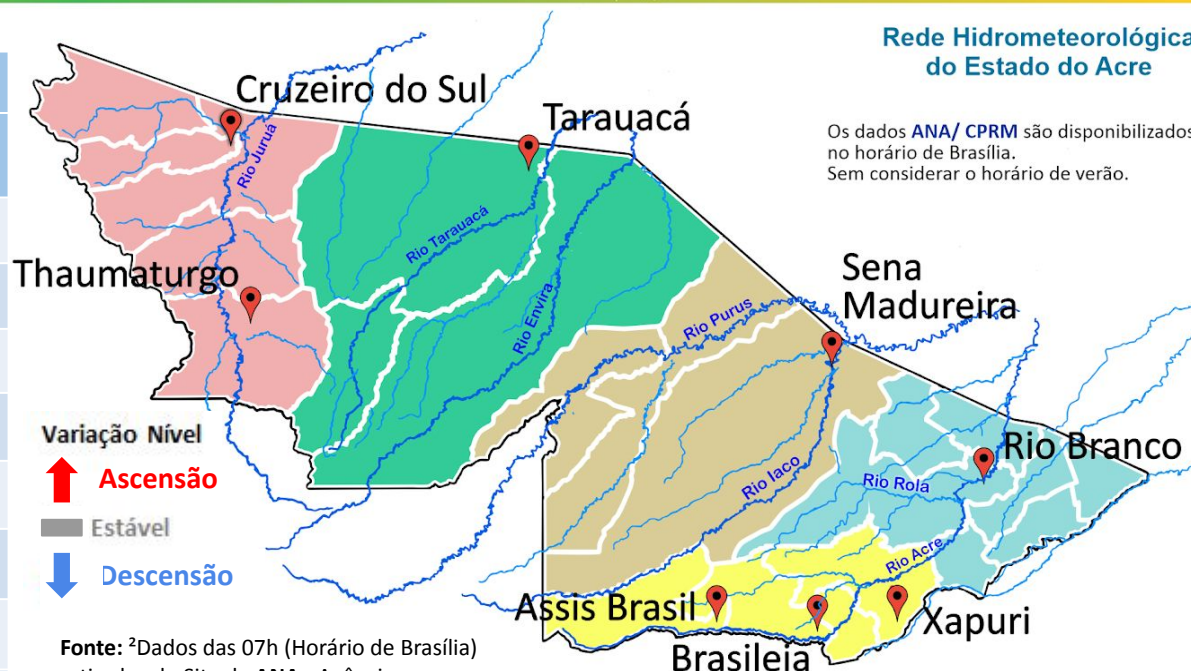 Rede Hidrometeorológica
do Estado do Acre
Os dados ANA/ CPRM são disponibilizados
no horário de Brasília.
Sem considerar o horário de verão.
Cruzeiro do Sul
Tarauacá
Rio Juruá
Rio Tarauacá
Thaumaturgo
Rio Envira
Sena
Madureira
Rio Purus
Variação Nível
Ascensão
Estável
Descensão
Rio Branco
Rio Iaco
Rio Rola
Rio Acre
Assis Brasil
Xapuri
Brasileia
Fonte: ²Dados das 07h (Horário de Brasília)